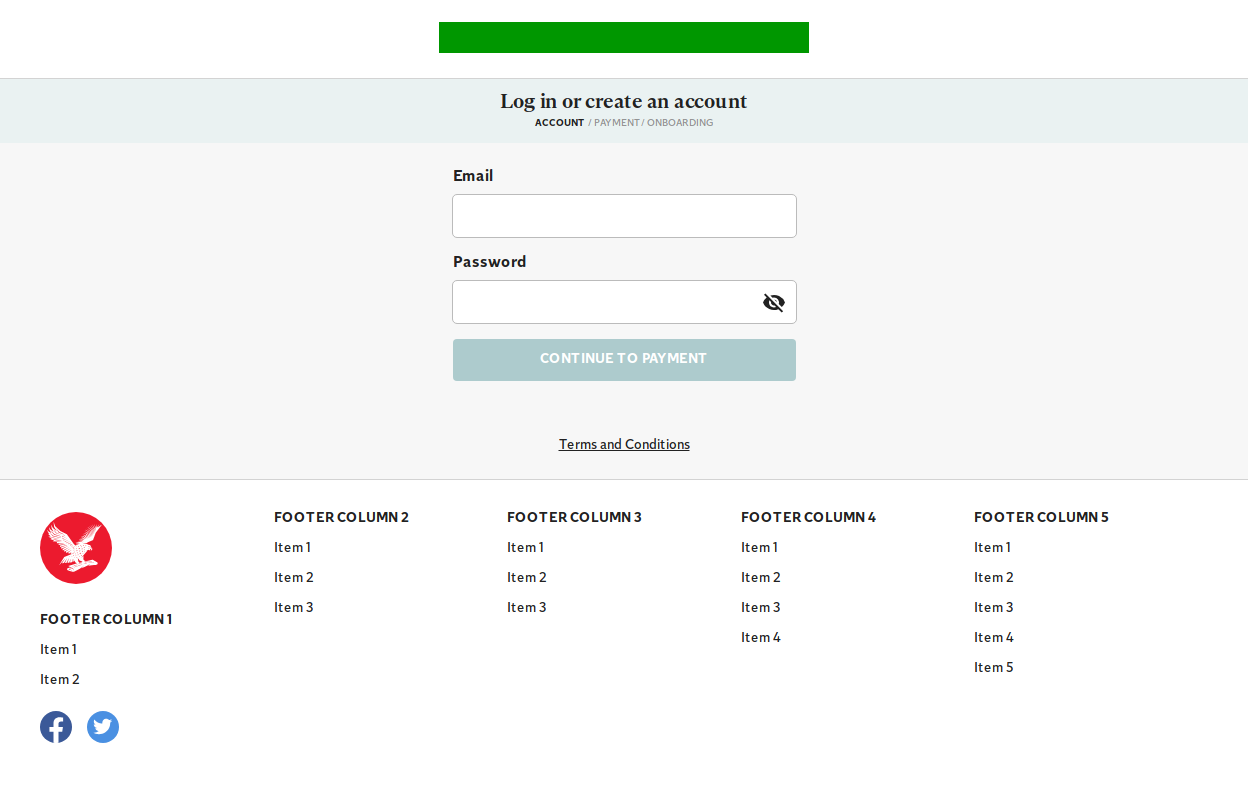 Log in or create an account
ACCOUNT / PAYMENT / ONBOARDING
Email
Password
CONTINUE TO PAYMENT
Terms and Conditions
FOOTER COLUMN 1
Item 1
Item 2
FOOTER COLUMN 2
Item 1
Item 2
Item 3
FOOTER COLUMN 3
Item 1
Item 2
Item 3
FOOTER COLUMN 4
Item 1
Item 2
Item 3
Item 4
FOOTER COLUMN 5
Item 1
Item 2
Item 3
Item 4
Item 5